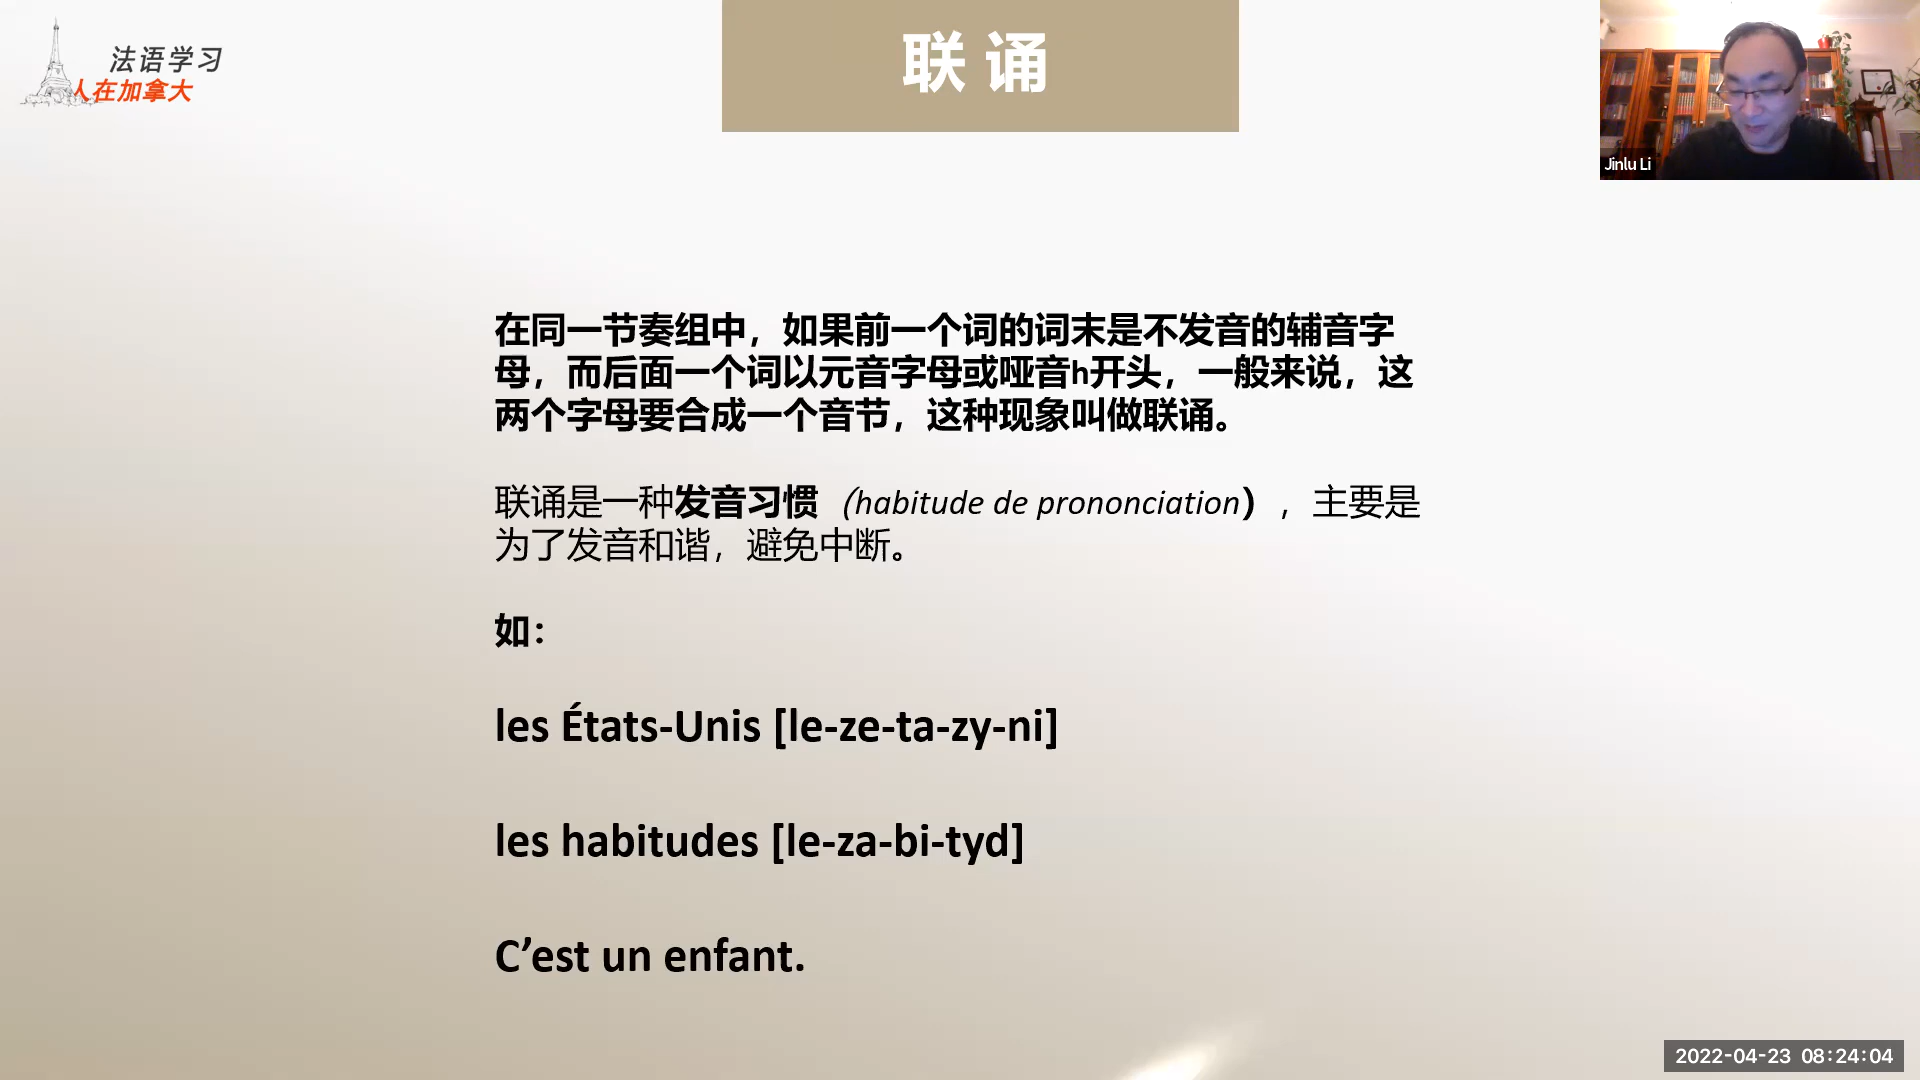 法语学习
人在加拿大
联 诵
Jinlu Li
在同一节奏组中，如果前一个词的词末是不发音的辅音字
母，而后面一个词以元音字母或哑音h开头，一般来说，这
两个字母要合成一个音节，这种现象叫做联诵。
联诵是一种发音习惯（habitude de prononciation），主要是
为了发音和谐，避免中断。
如：
les États-Unis [le-ze-ta-zy-ni]
les habitudes [le-za-bi-tyd]
C’est un enfant.
2022-04-23 08:24:04